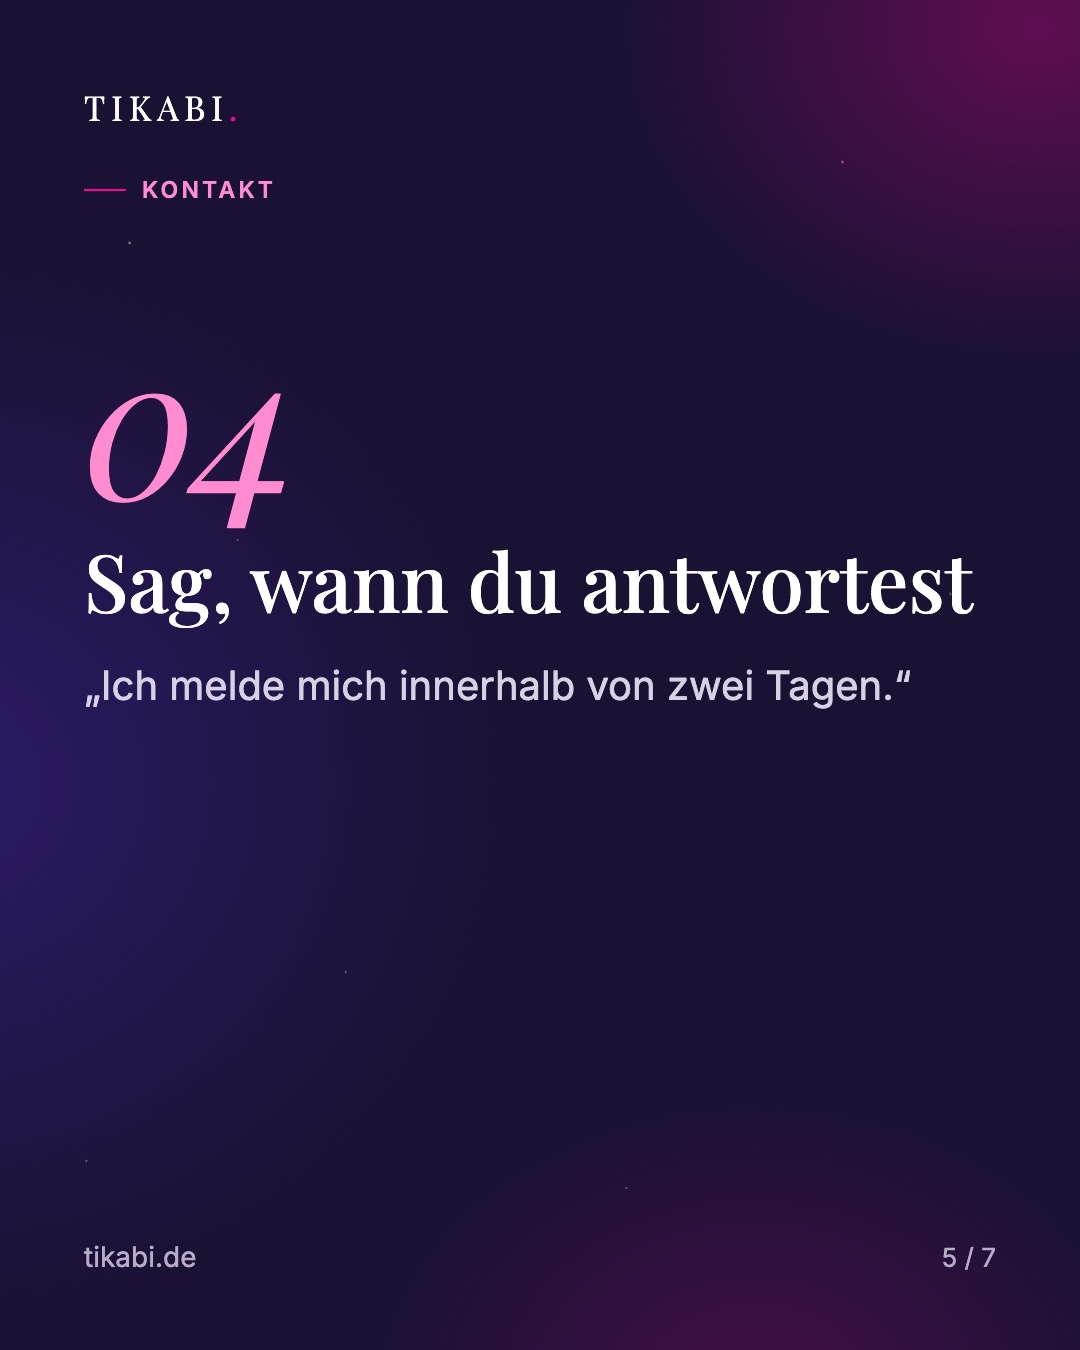 TIKABI.
KONTAKT
04
Sag, wann du antwortest
„Ich melde mich innerhalb von zwei Tagen.“
tikabi.de
5 / 7